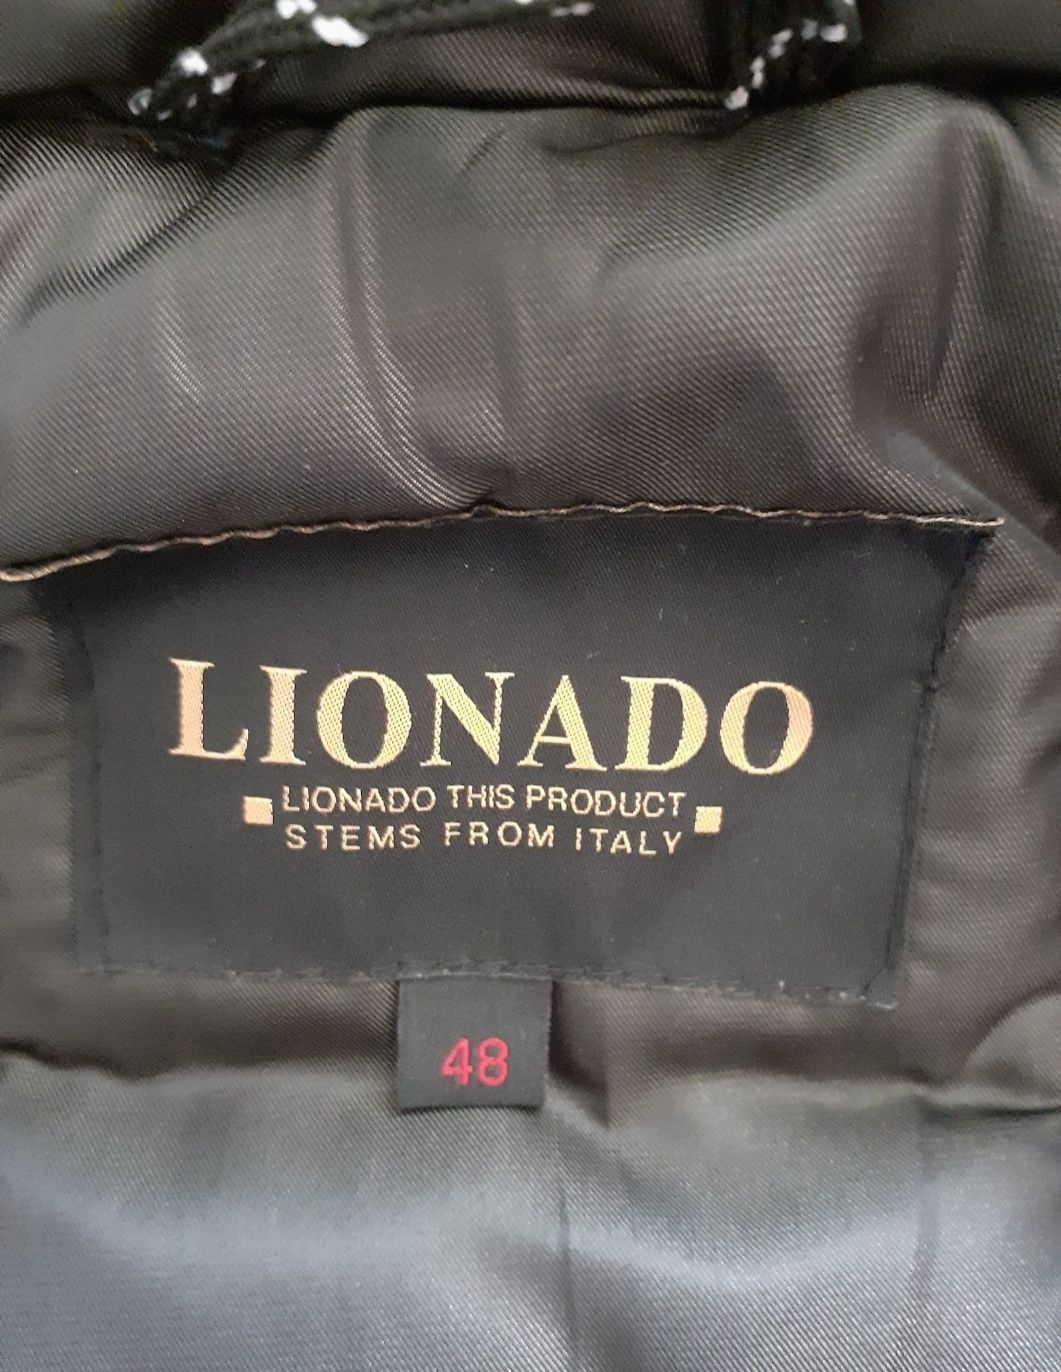 LIONADO
LIONADO THIS PRODUCT
STEMS FROM ITALY
48